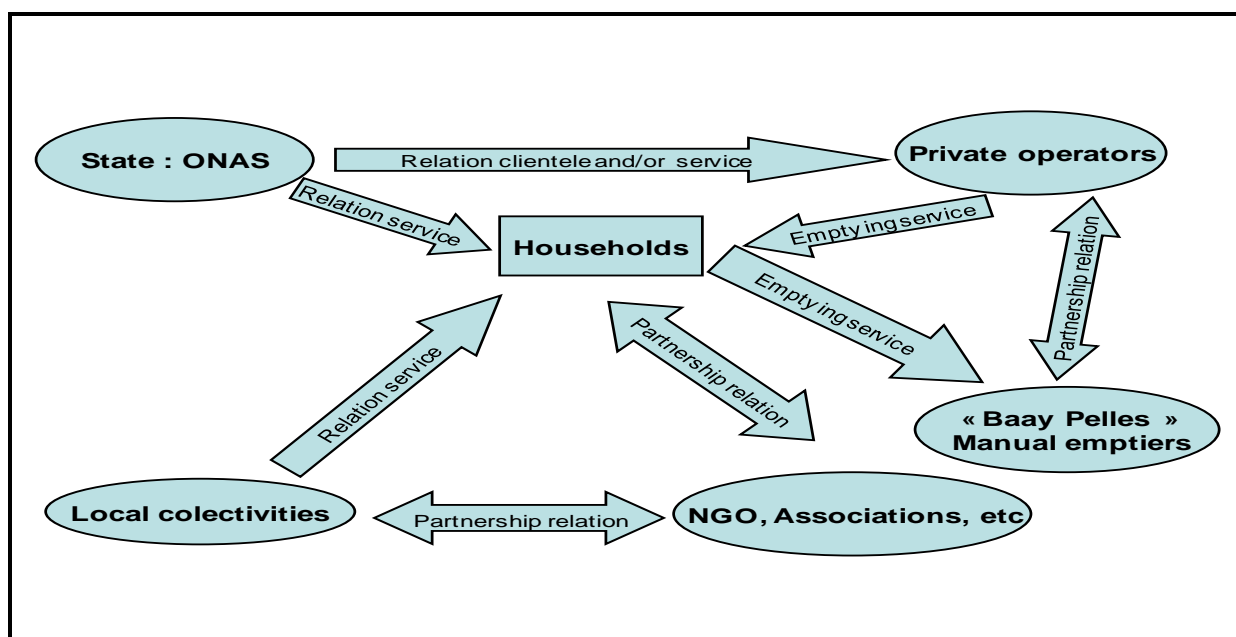 State : ONAS
Relation clientele and/or service
Private operators
Relation service
Households
Emptying service
Emptying service
Partnership relation
Partnership relation
Relation service
« Baay Pelles »
Manual emptiers
Local colectivities
Partnership relation
NGO, Associations, etc